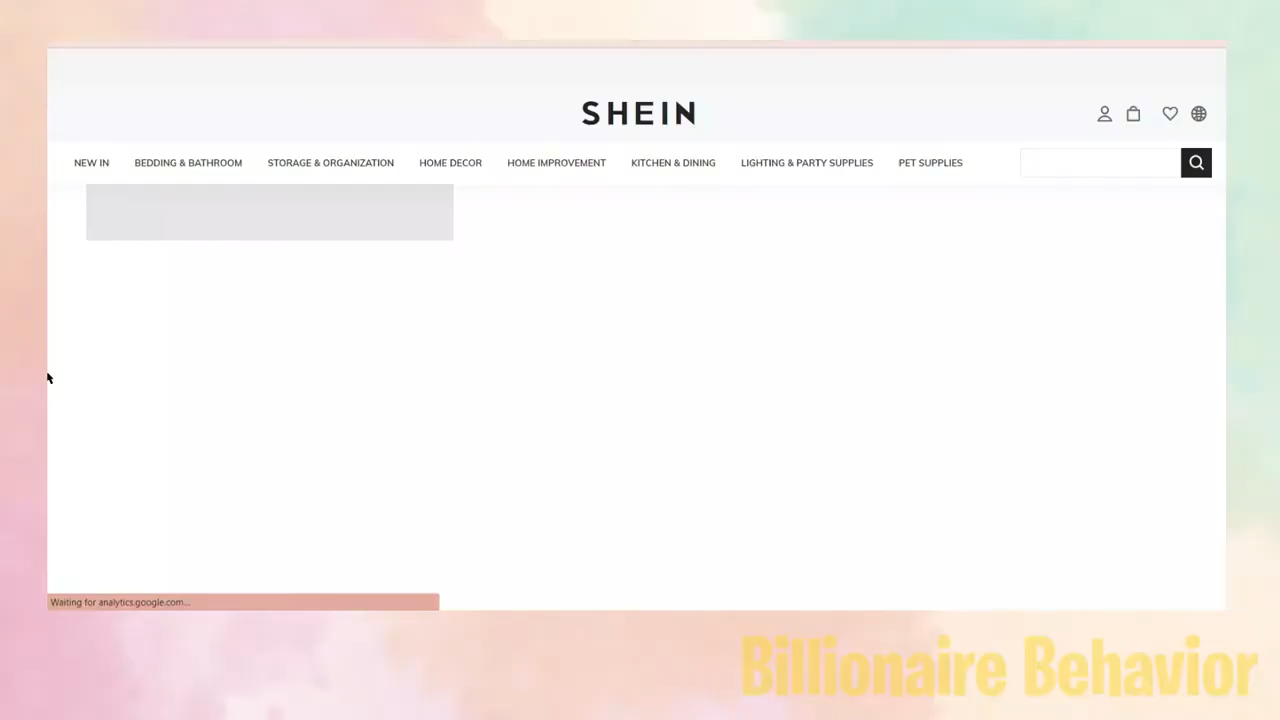 SHEIN
NEW IN BEDDING & BATHROOM STORAGE & ORGANIZATION HOME DECOR HOME IMPROVEMENT KITCHEN & DINING LIGHTING & PARTY SUPPLIES PET SUPPLIES
Waiting for analytics.google.com...
Billionaire Behavior